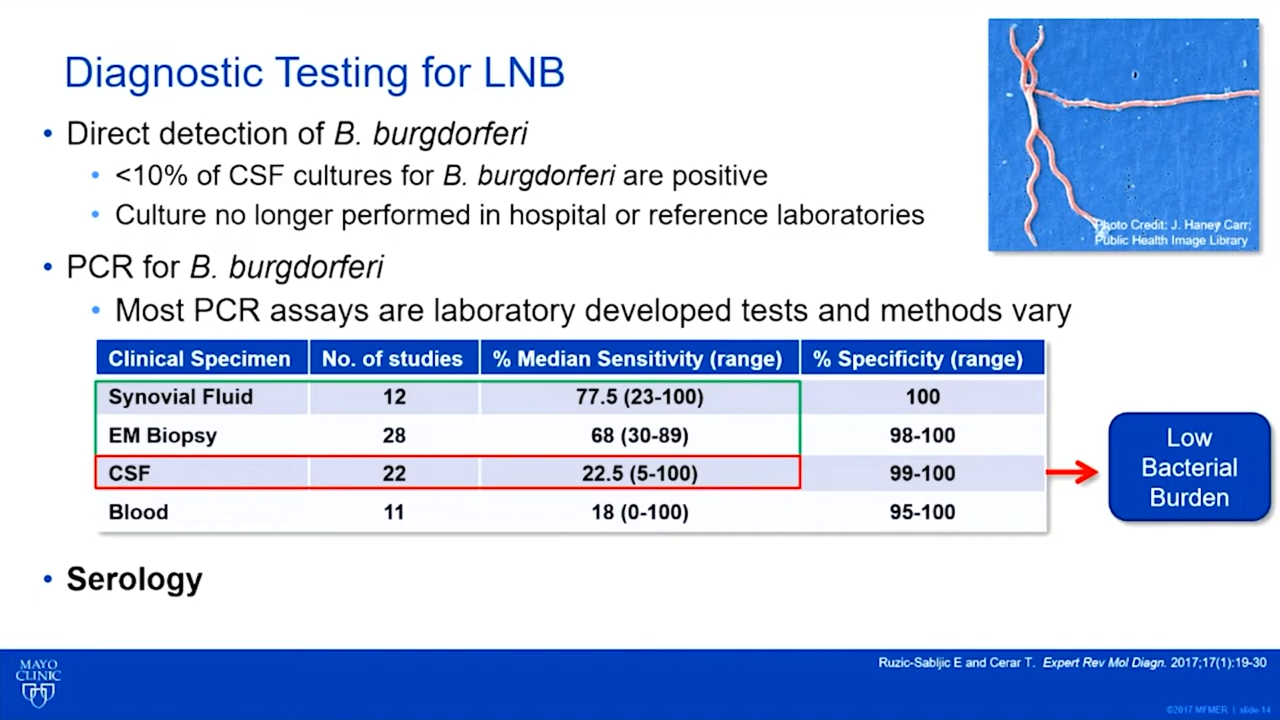 Diagnostic Testing for LNB
Photo Credit: J. Haney Carr;
Public Health Image Library
• Direct detection of B. burgdorferi
• <10% of CSF cultures for B. burgdorferi are positive
• Culture no longer performed in hospital or reference laboratories
• PCR for B. burgdorferi
• Most PCR assays are laboratory developed tests and methods vary
Clinical Specimen No. of studies % Median Sensitivity (range) % Specificity (range)
Synovial Fluid 12 77.5 (23-100) 100
EM Biopsy 28 68 (30-89) 98-100
CSF 22 22.5 (5-100) 99-100
Blood 11 18 (0-100) 95-100
Low
Bacterial
Burden
• Serology
MAYO
CLINIC
Ruzic-Sabljic E and Cerar T. Expert Rev Mol Diagn. 2017;17(1):19-30
©2017 MFMER | slide-14